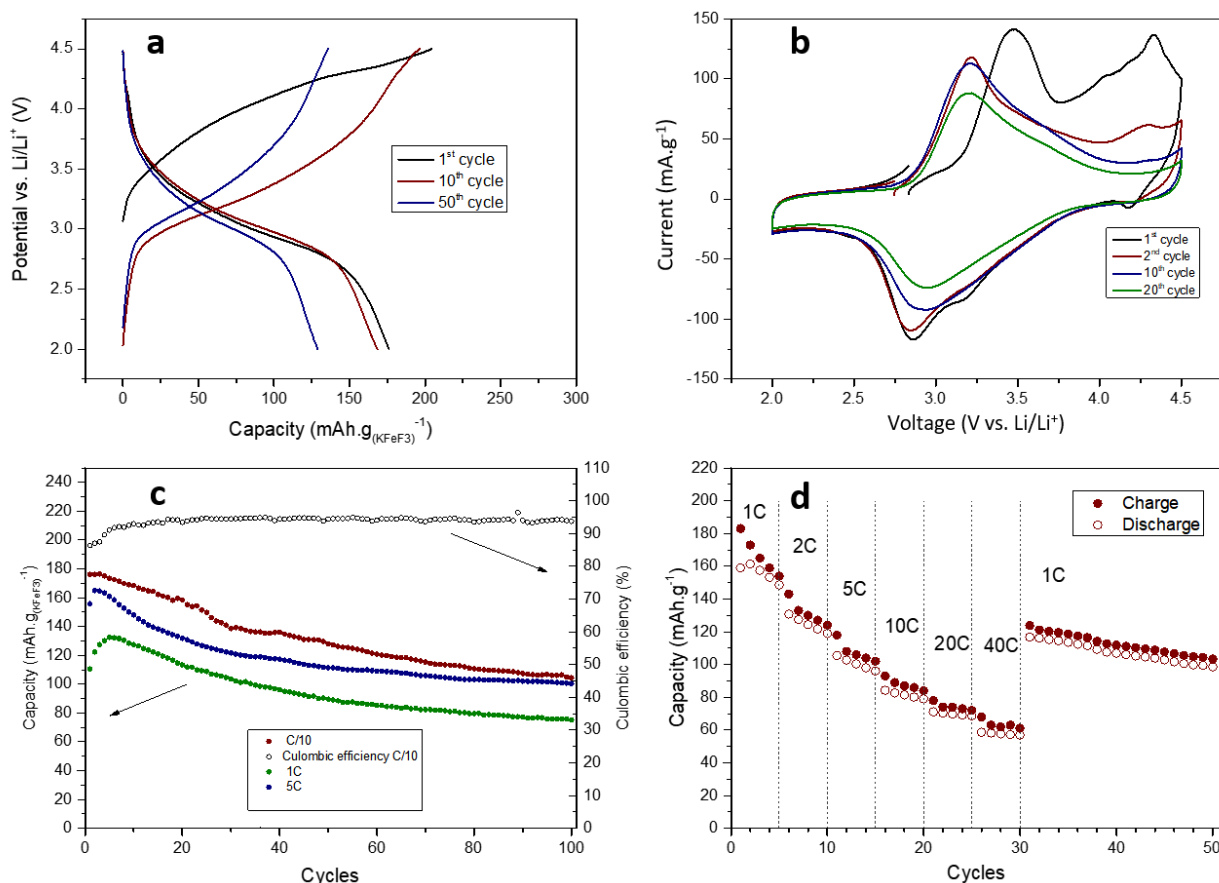 a
4.5
4.0
3.5
3.0
2.5
2.0
Potential vs. Li/Li+ (V)
1st cycle
10th cycle
50th cycle
0 50 100 150 200 250 300
Capacity (mAh.g(KFeF3)-1)
b
150
100
50
0
-50
-100
-150
Current (mA.g-1)
1st cycle
2nd cycle
10th cycle
20th cycle
2.0 2.5 3.0 3.5 4.0 4.5
Voltage (V vs. Li/Li+)
c
240
220
200
180
160
140
120
100
80
60
40
20
0
Capacity (mAh.g(KFeF3)-1)
110
100
90
80
70
60
50
40
30
20
10
0
Culombic efficiency (%)
C/10
Culombic efficiency C/10
1C
5C
0 20 40 60 80 100
Cycles
d
220
200
180
160
140
120
100
80
60
40
20
0
Capacity (mAh.g-1)
Charge
Discharge
1C
2C
5C
10C
20C
40C
1C
0 10 20 30 40 50
Cycles